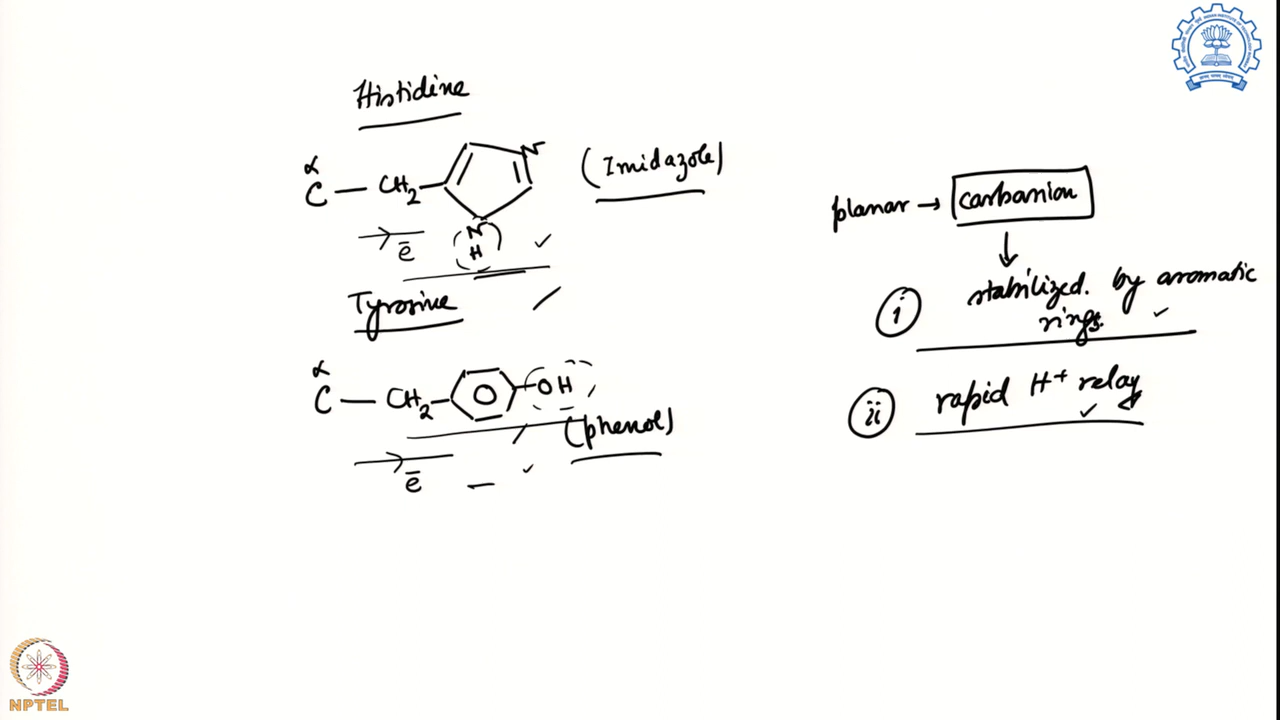 Histidine
α
C — CH2
N
(Imidazole)
N
H
ē
Tyrosine
α
C — CH2
OH
(phenol)
ē
planar → carbanion
i
stabilized. by aromatic
rings.
ii
rapid H+ relay
NPTEL